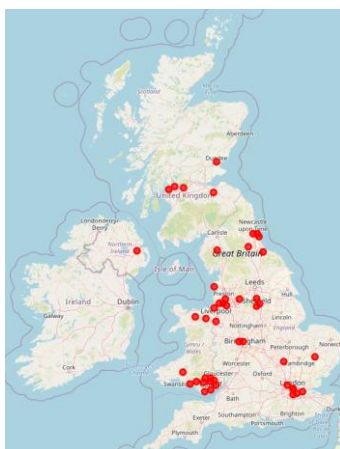 Scotland
Aberdeen
Dundee
United Kingdom
Londonderry/
Derry
Northern
Ireland
Carlisle
Newcastle
upon Tyne
Great Britain
Isle of Man
Preston
Leeds
Hull
Liverpool
Sheffield
Ireland
Dublin
Galway
Lincoln
Nottingham
England
Cymru /
Wales
Birmingham
Peterborough
Norwich
Cork
Worcester
Cambridge
Gloucester
Oxford
Swansea
London
Bath
Southampton
Brighton
Exeter
Plymouth